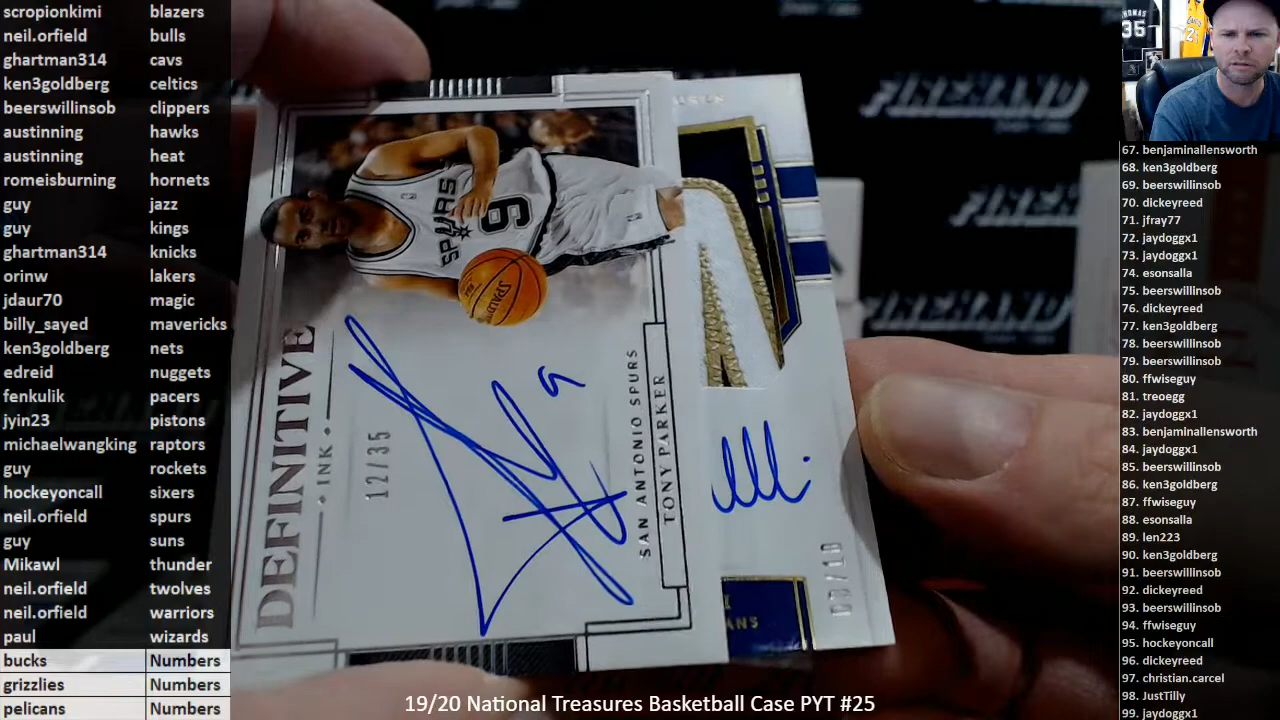 scropionkimi blazers
neil.orfield bulls
ghartman314 cavs
ken3goldberg celtics
beerswillinsob clippers
austinning hawks
austinning heat
romeisburning hornets
guy jazz
guy kings
ghartman314 knicks
orinw lakers
jdaur70 magic
billy_sayed mavericks
ken3goldberg nets
edreid nuggets
fenkulik pacers
jyin23 pistons
michaelwangking raptors
guy rockets
hockeyoncall sixers
neil.orfield spurs
guy suns
Mikawl thunder
neil.orfield twolves
neil.orfield warriors
paul wizards
bucks Numbers
grizzlies Numbers
pelicans Numbers
DEFINITIVE
INK
12/35
SAN ANTONIO SPURS
TONY PARKER
SPURS
9
SPALDING
FIREHAND
FIREHAND
FIREHAND
35
19/20 National Treasures Basketball Case PYT #25
67. benjaminallensworth
68. ken3goldberg
69. beerswillinsob
70. dickeyreed
71. jfray77
72. jaydoggx1
73. jaydoggx1
74. esonsalla
75. beerswillinsob
76. dickeyreed
77. ken3goldberg
78. beerswillinsob
79. beerswillinsob
80. ffwiseguy
81. treoegg
82. jaydoggx1
83. benjaminallensworth
84. jaydoggx1
85. beerswillinsob
86. ken3goldberg
87. ffwiseguy
88. esonsalla
89. len223
90. ken3goldberg
91. beerswillinsob
92. dickeyreed
93. beerswillinsob
94. ffwiseguy
95. hockeyoncall
96. dickeyreed
97. christian.carcel
98. JustTilly
99. jaydoggx1